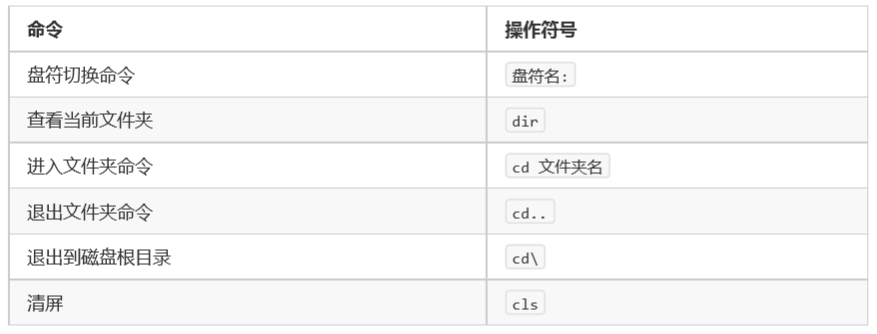 命令 操作符号
盘符切换命令 盘符名:
查看当前文件夹 dir
进入文件夹命令 cd 文件夹名
退出文件夹命令 cd..
退出到磁盘根目录 cd\
清屏 cls